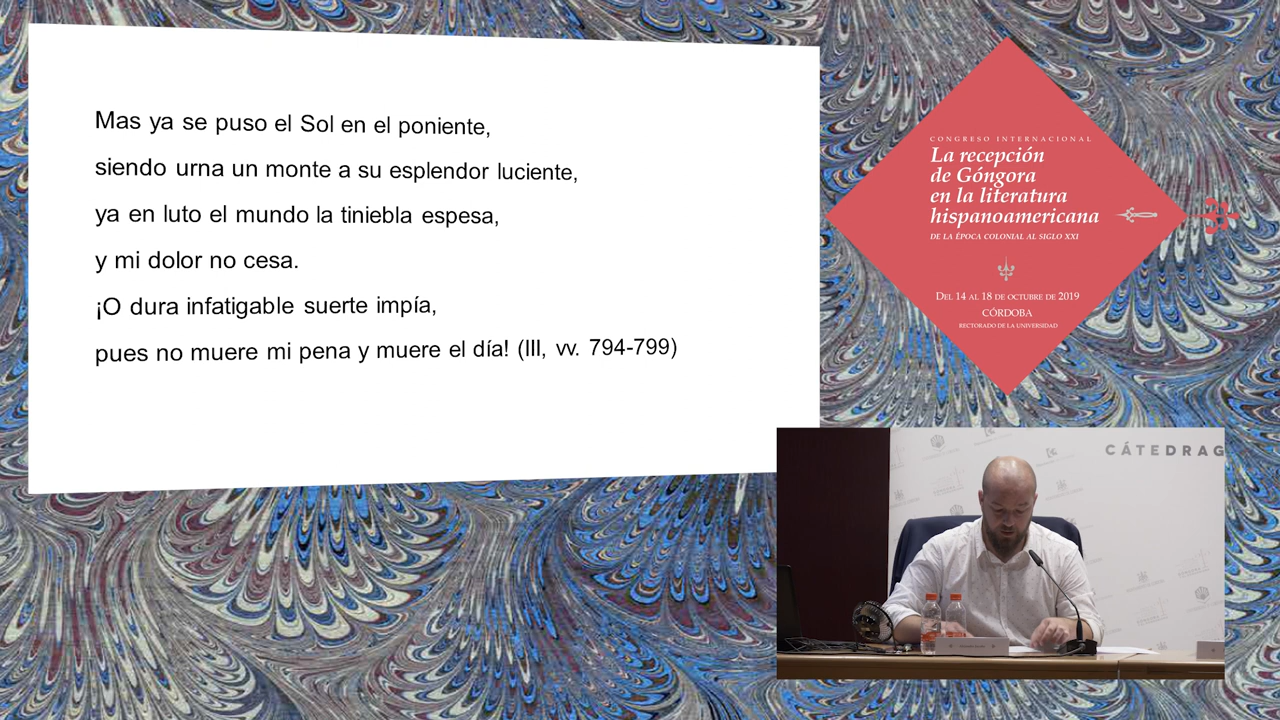 Mas ya se puso el Sol en el poniente,
siendo urna un monte a su esplendor luciente,
ya en luto el mundo la tiniebla espesa,
y mi dolor no cesa.
¡O dura infatigable suerte impía,
pues no muere mi pena y muere el día! (III, vv. 794-799)
CONGRESO INTERNACIONAL
La recepción
de Góngora
en la literatura
hispanoamericana
DE LA ÉPOCA COLONIAL AL SIGLO XXI
DEL 14 AL 18 DE OCTUBRE DE 2019
CÓRDOBA
RECTORADO DE LA UNIVERSIDAD
CÁTEDRAG